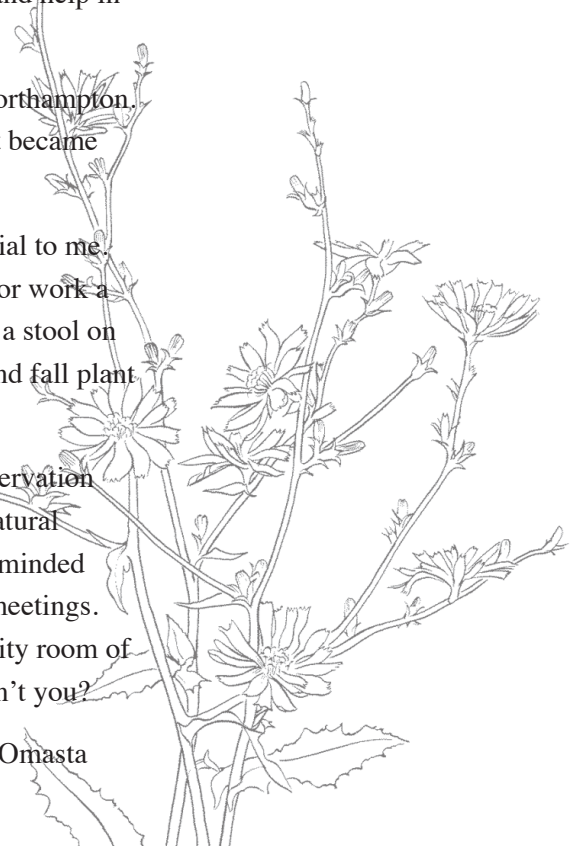 and help in
orthampton.
became
ial to me.
or work a
a stool on
nd fall plant
ervation
atural
minded
neetings.
ity room of
n't you?
Omasta